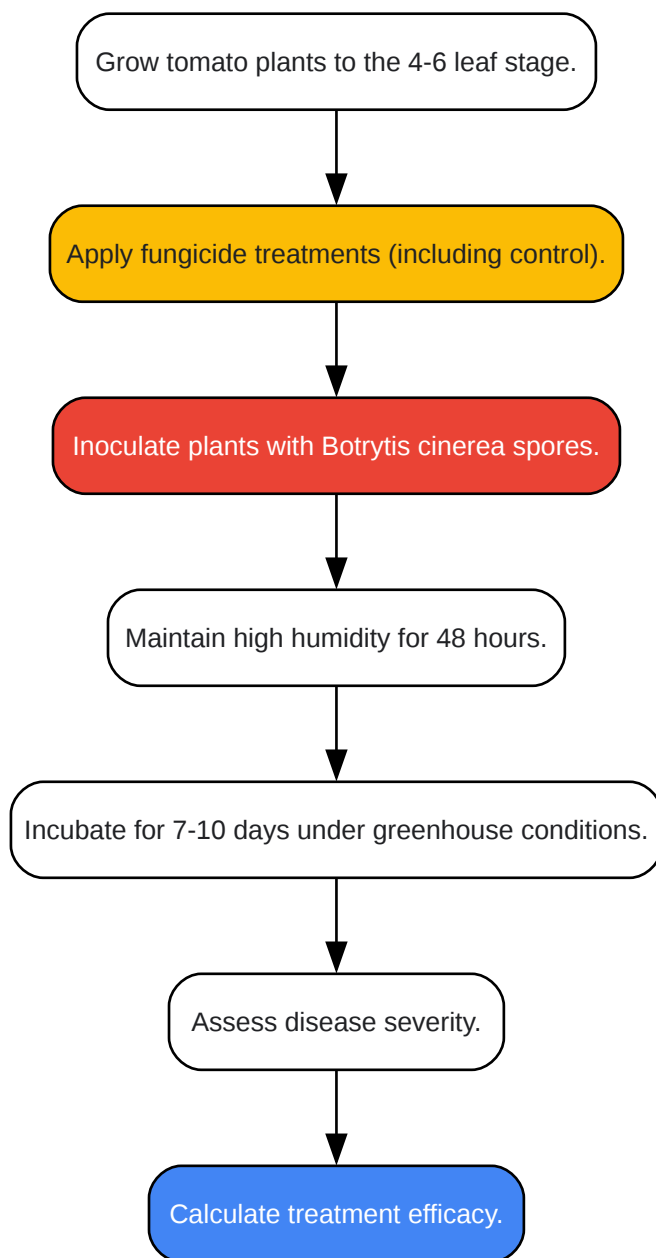 Grow tomato plants to the 4-6 leaf stage.
Apply fungicide treatments (including control).
Inoculate plants with Botrytis cinerea spores.
Maintain high humidity for 48 hours.
Incubate for 7-10 days under greenhouse conditions.
Assess disease severity.
Calculate treatment efficacy.